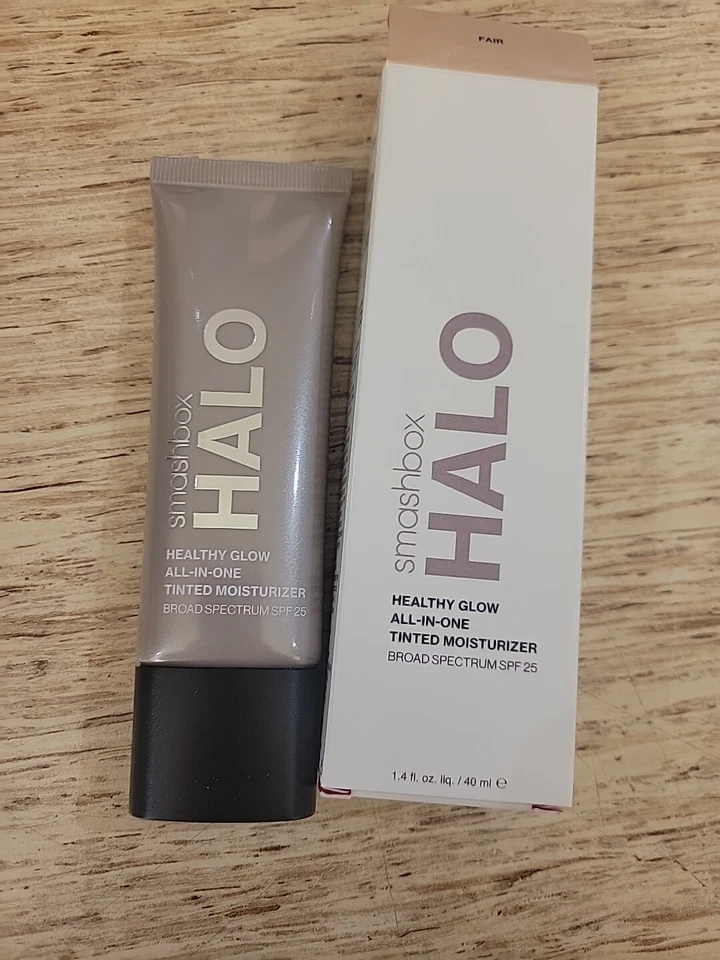 smashbox
HALO
HEALTHY GLOW
ALL-IN-ONE
TINTED MOISTURIZER
BROAD SPECTRUM SPF 25
FAIR
smashbox
HALO
HEALTHY GLOW
ALL-IN-ONE
TINTED MOISTURIZER
BROAD SPECTRUM SPF 25
1.4 fl. oz. liq. / 40 ml ℮